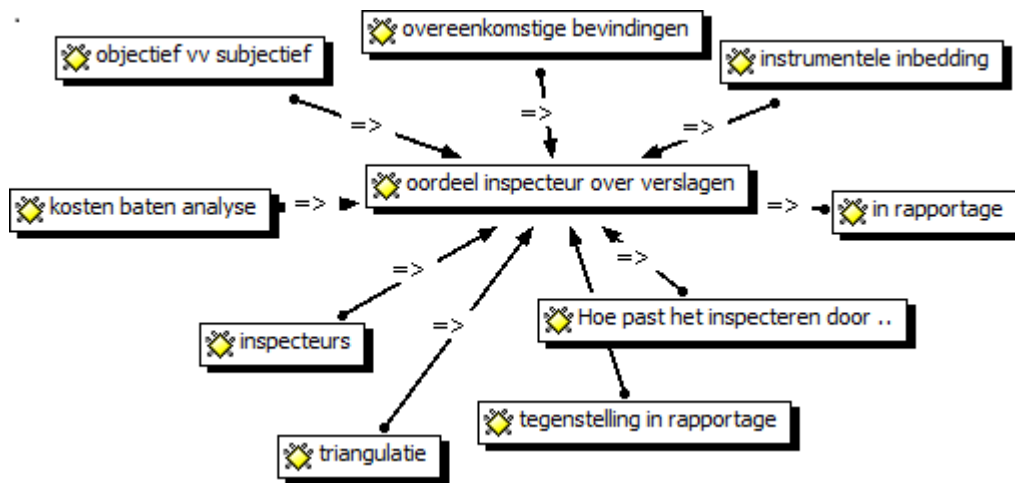 overeenkomstige bevindingen
objectief vv subjectief
instrumentele inbedding
=>
=>
=>
oordeel inspecteur over verslagen
kosten baten analyse
=>
=>
in rapportage
=>
=>
Hoe past het inspecteren door ..
=>
inspecteurs
tegenstelling in rapportage
triangulatie